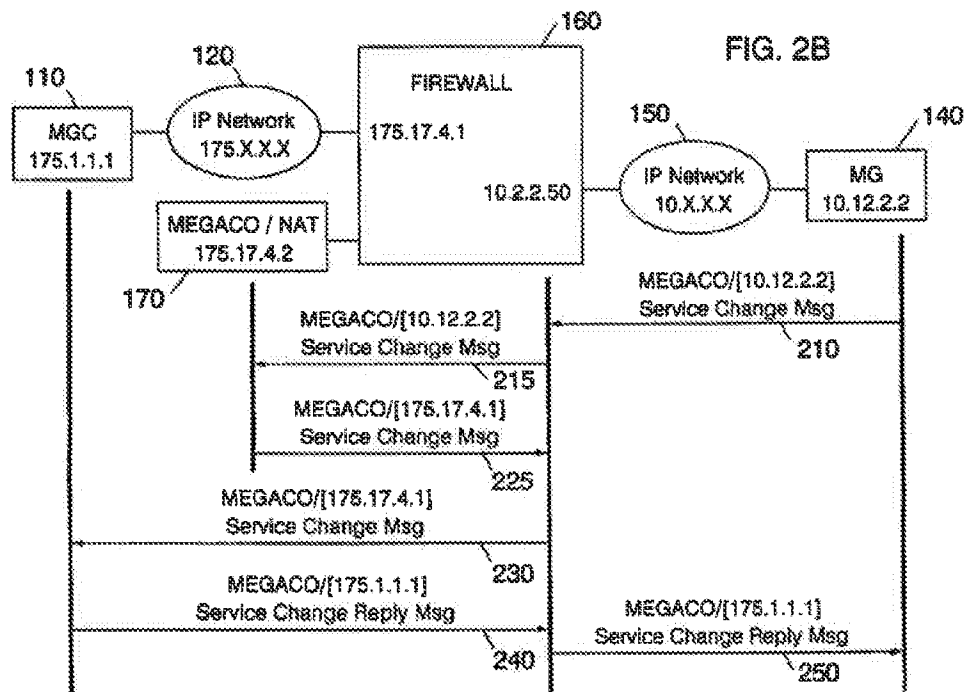 FIG. 2B
160
110
120
FIREWALL
MGC
175.1.1.1
IP Network
175.X.X.X
175.17.4.1
150
140
10.2.2.50
IP Network
10.X.X.X
MG
10.12.2.2
MEGACO / NAT
175.17.4.2
170
MEGACO/[10.12.2.2]
Service Change Msg
210
MEGACO/[10.12.2.2]
Service Change Msg
215
MEGACO/[175.17.4.1]
Service Change Msg
225
MEGACO/[175.17.4.1]
Service Change Msg
230
MEGACO/[175.1.1.1]
Service Change Reply Msg
240
MEGACO/[175.1.1.1]
Service Change Reply Msg
250